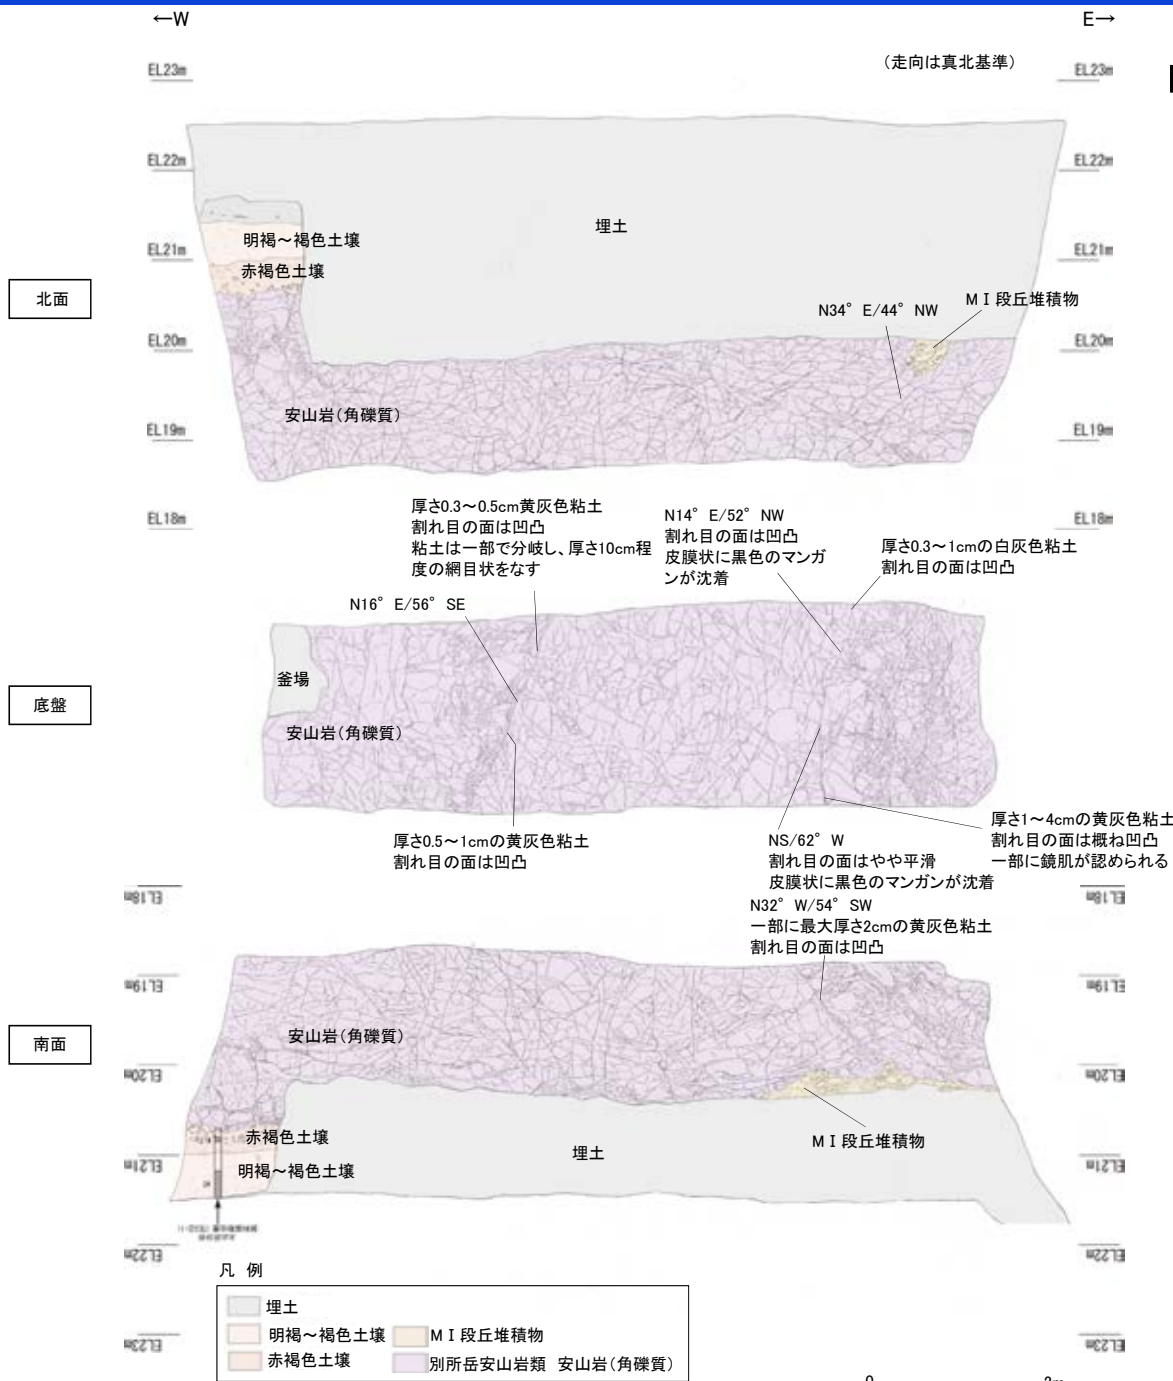 ←W
E→
(走向は真北基準)
EL23m
EL23m
EL22m
EL22m
埋土
明褐～褐色土壌
EL21m
EL21m
赤褐色土壌
北面
MⅠ段丘堆積物
N34°E/44°NW
EL20m
EL20m
安山岩(角礫質)
EL19m
EL19m
EL18m
EL18m
厚さ0.3～0.5cm黄灰色粘土
割れ目の面は凹凸
粘土は一部で分岐し、厚さ10cm程
度の網目状をなす
N14°E/52°NW
割れ目の面は凹凸
皮膜状に黒色のマンガ
ンが沈着
厚さ0.3～1cmの白灰色粘土
割れ目の面は凹凸
N16°E/56°SE
釜場
底盤
安山岩(角礫質)
厚さ0.5～1cmの黄灰色粘土
割れ目の面は凹凸
NS/62°W
割れ目の面はやや平滑
皮膜状に黒色のマンガンが沈着
厚さ1～4cmの黄灰色粘土
割れ目の面は概ね凹凸
一部に鏡肌が認められる
N32°W/54°SW
一部に最大厚さ2cmの黄灰色粘土
割れ目の面は凹凸
EL18m
EL18m
EL19m
EL19m
安山岩(角礫質)
南面
EL20m
EL20m
赤褐色土壌
MⅠ段丘堆積物
埋土
EL21m
EL21m
明褐～褐色土壌
EL22m
EL22m
凡 例
埋土
明褐～褐色土壌
MⅠ段丘堆積物
赤褐色土壌
別所岳安山岩類 安山岩(角礫質)
EL23m
EL23m